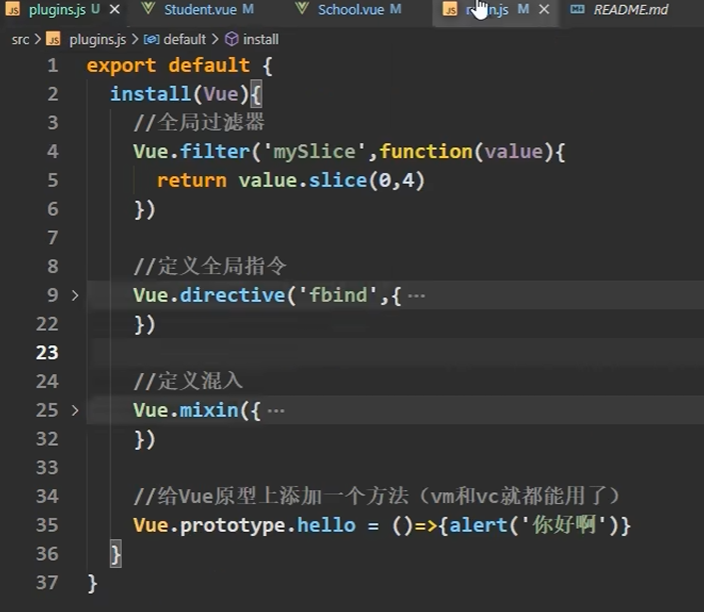 plugins.js U
Student.vue M
School.vue M
M
README.md
src > plugins.js > default > install
1 export default {
2 install(Vue){
3 //全局过滤器
4 Vue.filter('mySlice',function(value){
5 return value.slice(0,4)
6 })
7
8 //定义全局指令
9 Vue.directive('fbind',{ ···
22 })
23
24 //定义混入
25 Vue.mixin({ ···
32 })
33
34 //给Vue原型上添加一个方法（vm和vc就都能用了）
35 Vue.prototype.hello = ()=>{alert('你好啊')}
36 }
37 }